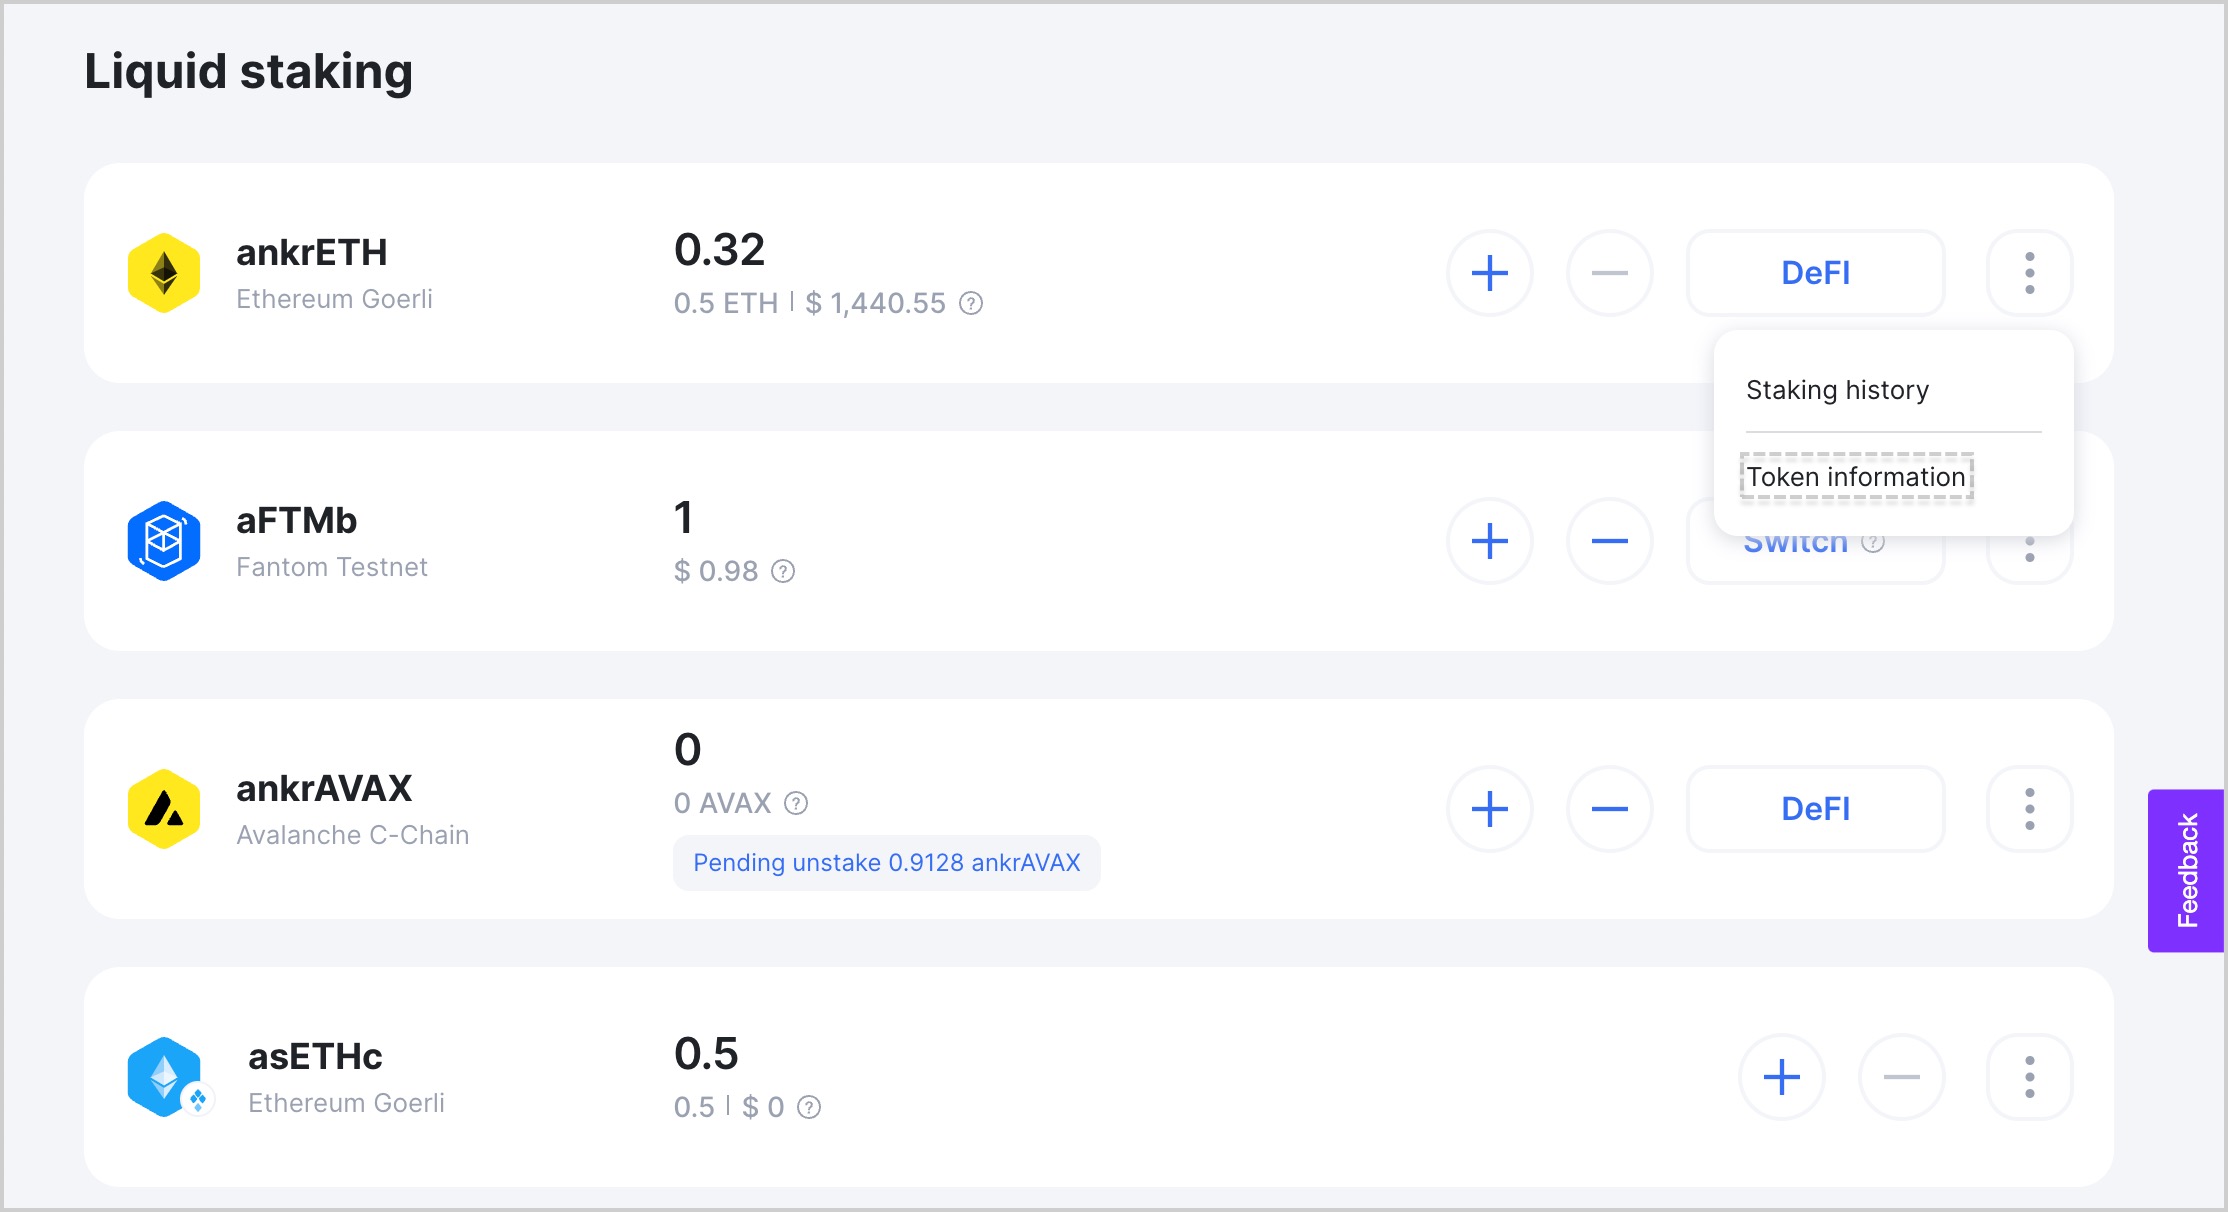 Liquid staking
ankrETH
Ethereum Goerli
0.32
0.5 ETH | $ 1,440.55 ?
DeFI
Staking history
Token information
aFTMb
Fantom Testnet
1
$ 0.98 ?
Switch ?
ankrAVAX
Avalanche C-Chain
0
0 AVAX ?
Pending unstake 0.9128 ankrAVAX
DeFI
Feedback
asETHc
Ethereum Goerli
0.5
0.5 | $ 0 ?